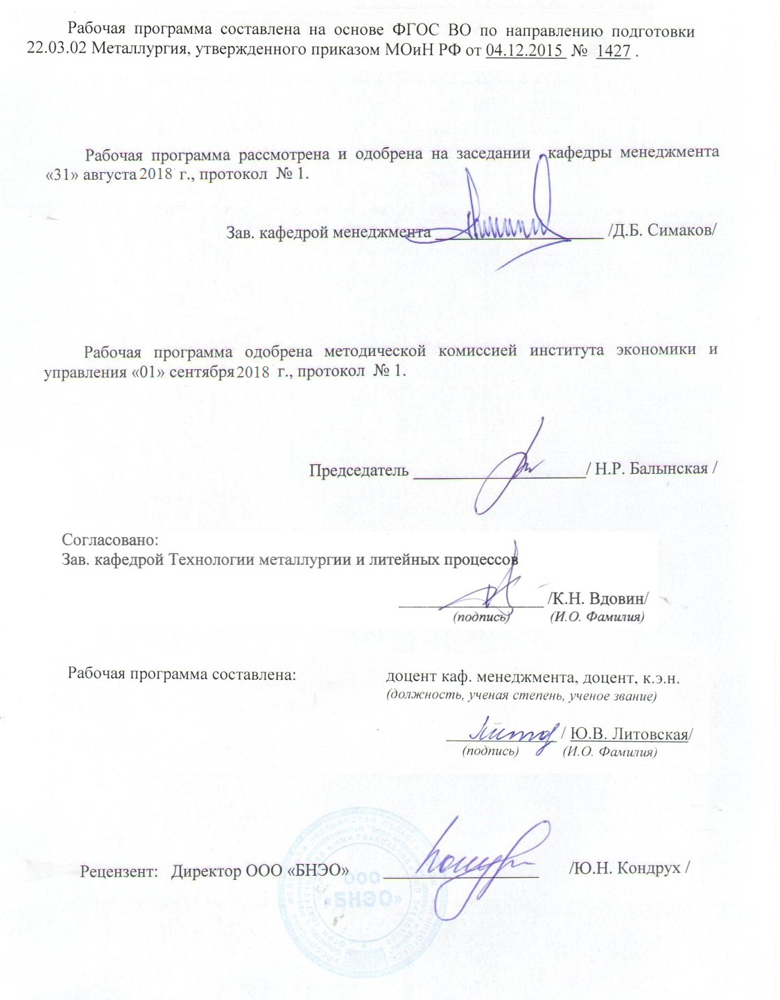 Рабочая программа составлена на основе ФГОС ВО по направлению подготовки
22.03.02 Металлургия, утвержденного приказом МОиН РФ от 04.12.2015 № 1427 .
Рабочая программа рассмотрена и одобрена на заседании кафедры менеджмента
«31» августа 2018 г., протокол № 1.
Зав. кафедрой менеджмента /Д.Б. Симаков/
Рабочая программа одобрена методической комиссией института экономики и
управления «01» сентября 2018 г., протокол № 1.
Председатель / Н.Р. Балынская /
Согласовано:
Зав. кафедрой Технологии металлургии и литейных процессов
/К.Н. Вдовин/
(подпись) (И.О. Фамилия)
Рабочая программа составлена: доцент каф. менеджмента, доцент, к.э.н.
(должность, ученая степень, ученое звание)
/ Ю.В. Литовская/
(подпись) (И.О. Фамилия)
Рецензент: Директор ООО «БНЭО» /Ю.Н. Кондрух /
ООО
«БНЭО»